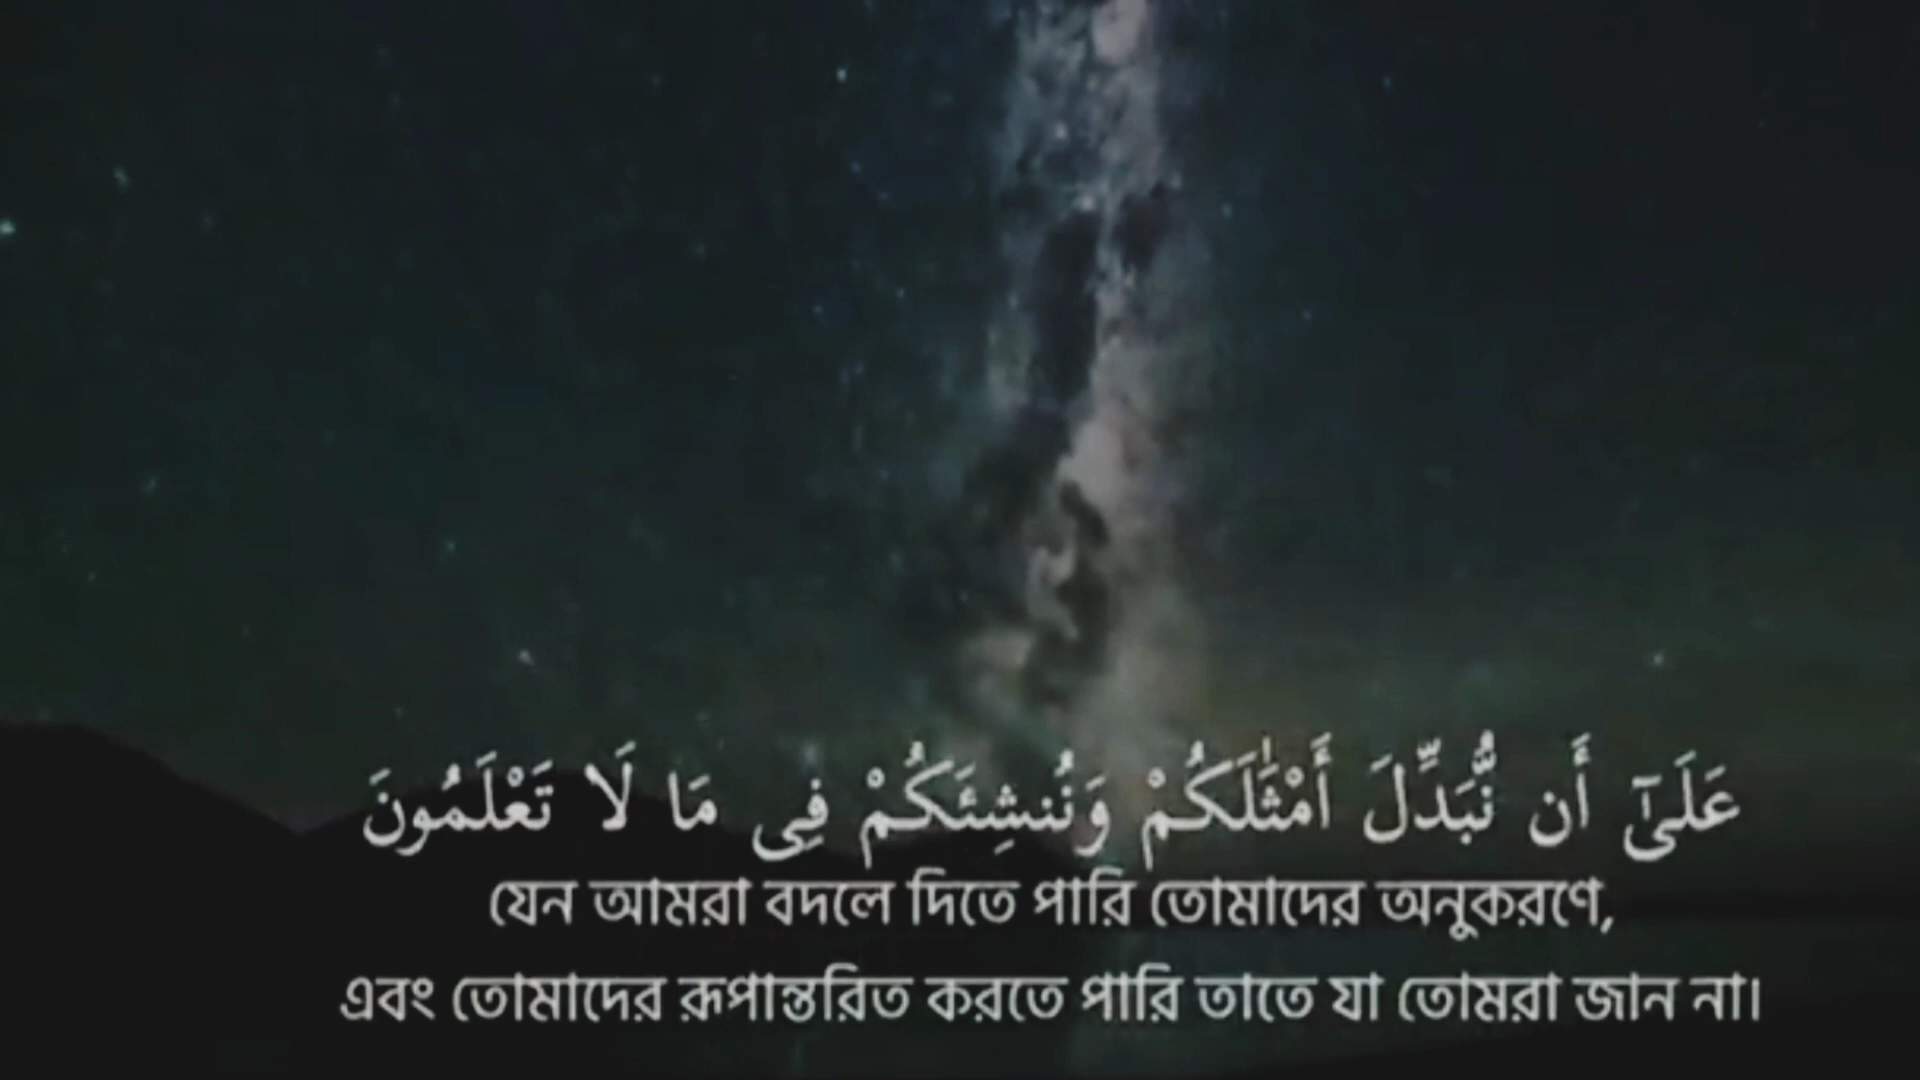 عَلَىٰٓ أَن نُّبَدِّلَ أَمْثَٰلَكُمْ وَنُنشِئَكُمْ فِى مَا لَا تَعْلَمُونَ
যেন আমরা বদলে দিতে পারি তোমাদের অনুকরণে,
এবং তোমাদের রূপান্তরিত করতে পারি তাতে যা তোমরা জান না।